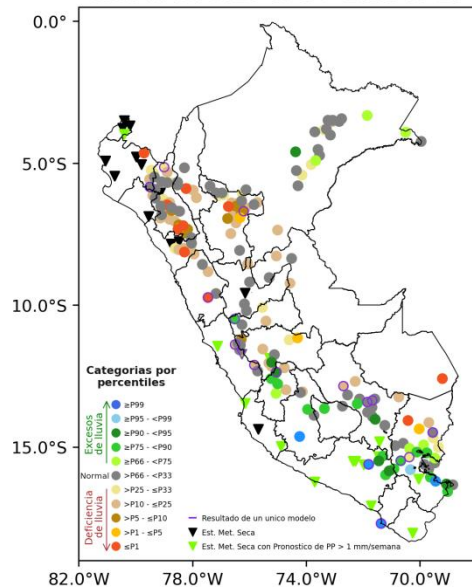 0.0°
5.0°S
10.0°S
15.0°S
82.0°W
78.0°W
74.0°W
70.0°W
Categorias por
percentiles
Excesos
de lluvia
Normal
Deficiencia
de lluvia
≥P99
≥P95 - <P99
≥P90 - <P95
≥P75 - <P90
≥P66 - <P75
>P66 - <P33
>P25 - ≤P33
>P10 - ≤P25
>P5 - ≤P10
>P1 - ≤P5
≤P1
Resultado de un unico modelo
Est. Met. Seca
Est. Met. Seca con Pronostico de PP > 1 mm/semana